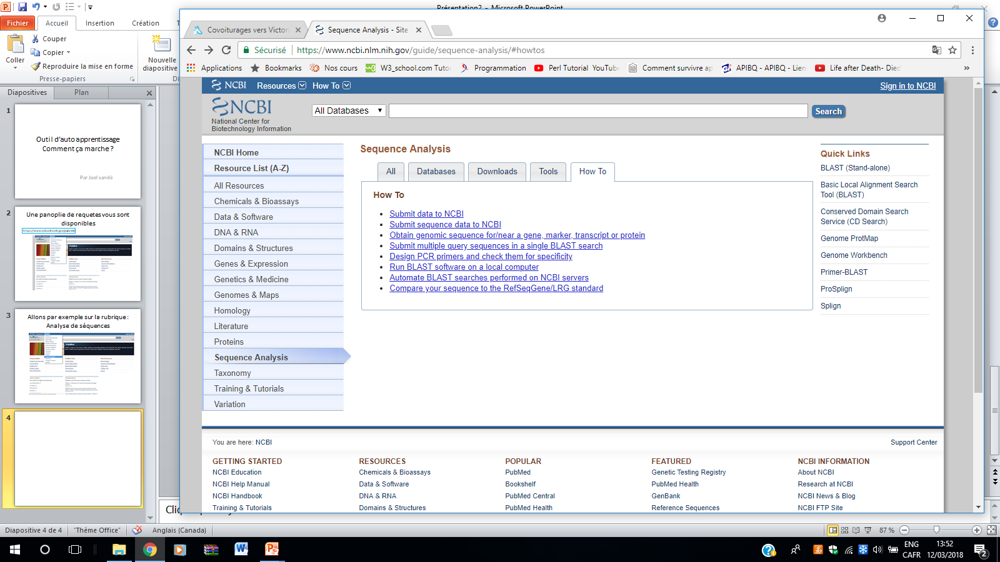 Présentation2 - Microsoft PowerPoint
Fichier
Accueil
Insertion
Création
Coller
Couper
Copier
Reproduire la mise en forme
Presse-papiers
Nouvelle
diapositive
Diapositives
Plan
1
Outil d'auto apprentissage
Comment ça marche ?
Par Joel sandé
2
Une panoplie de requetes vous sont
disponibles
3
Allons par exemple sur la rubrique :
Analyse de séquences
4
Covoiturages vers Victori
Sequence Analysis - Site
Sécurisé
https://www.ncbi.nlm.nih.gov/guide/sequence-analysis/#howtos
Applications
Bookmarks
Nos cours
W3_school.com Tuto
Programmation
Perl Tutorial YouTube
Comment survivre ap
APIBQ - APIBQ - Lien
Life after Death- Died
»
NCBI
Resources
How To
Sign in to NCBI
NCBI
National Center for
Biotechnology Information
All Databases
Search
NCBI Home
Resource List (A-Z)
All Resources
Chemicals & Bioassays
Data & Software
DNA & RNA
Domains & Structures
Genes & Expression
Genetics & Medicine
Genomes & Maps
Homology
Literature
Proteins
Sequence Analysis
Taxonomy
Training & Tutorials
Variation
Sequence Analysis
All
Databases
Downloads
Tools
How To
How To
Submit data to NCBI
Submit sequence data to NCBI
Obtain genomic sequence for/near a gene, marker, transcript or protein
Submit multiple query sequences in a single BLAST search
Design PCR primers and check them for specificity
Run BLAST software on a local computer
Automate BLAST searches performed on NCBI servers
Compare your sequence to the RefSeqGene/LRG standard
Quick Links
BLAST (Stand-alone)
Basic Local Alignment Search
Tool (BLAST)
Conserved Domain Search
Service (CD Search)
Genome ProtMap
Genome Workbench
Primer-BLAST
ProSplign
Splign
You are here: NCBI
Support Center
GETTING STARTED
NCBI Education
NCBI Help Manual
NCBI Handbook
Training & Tutorials
RESOURCES
Chemicals & Bioassays
Data & Software
DNA & RNA
Domains & Structures
POPULAR
PubMed
Bookshelf
PubMed Central
PubMed Health
FEATURED
Genetic Testing Registry
PubMed Health
GenBank
Reference Sequences
NCBI INFORMATION
About NCBI
Research at NCBI
NCBI News & Blog
NCBI FTP Site
Diapositive 4 de 4
"Thème Office"
Anglais (Canada)
87 %
ENG
CAFR
13:52
12/03/2018
2